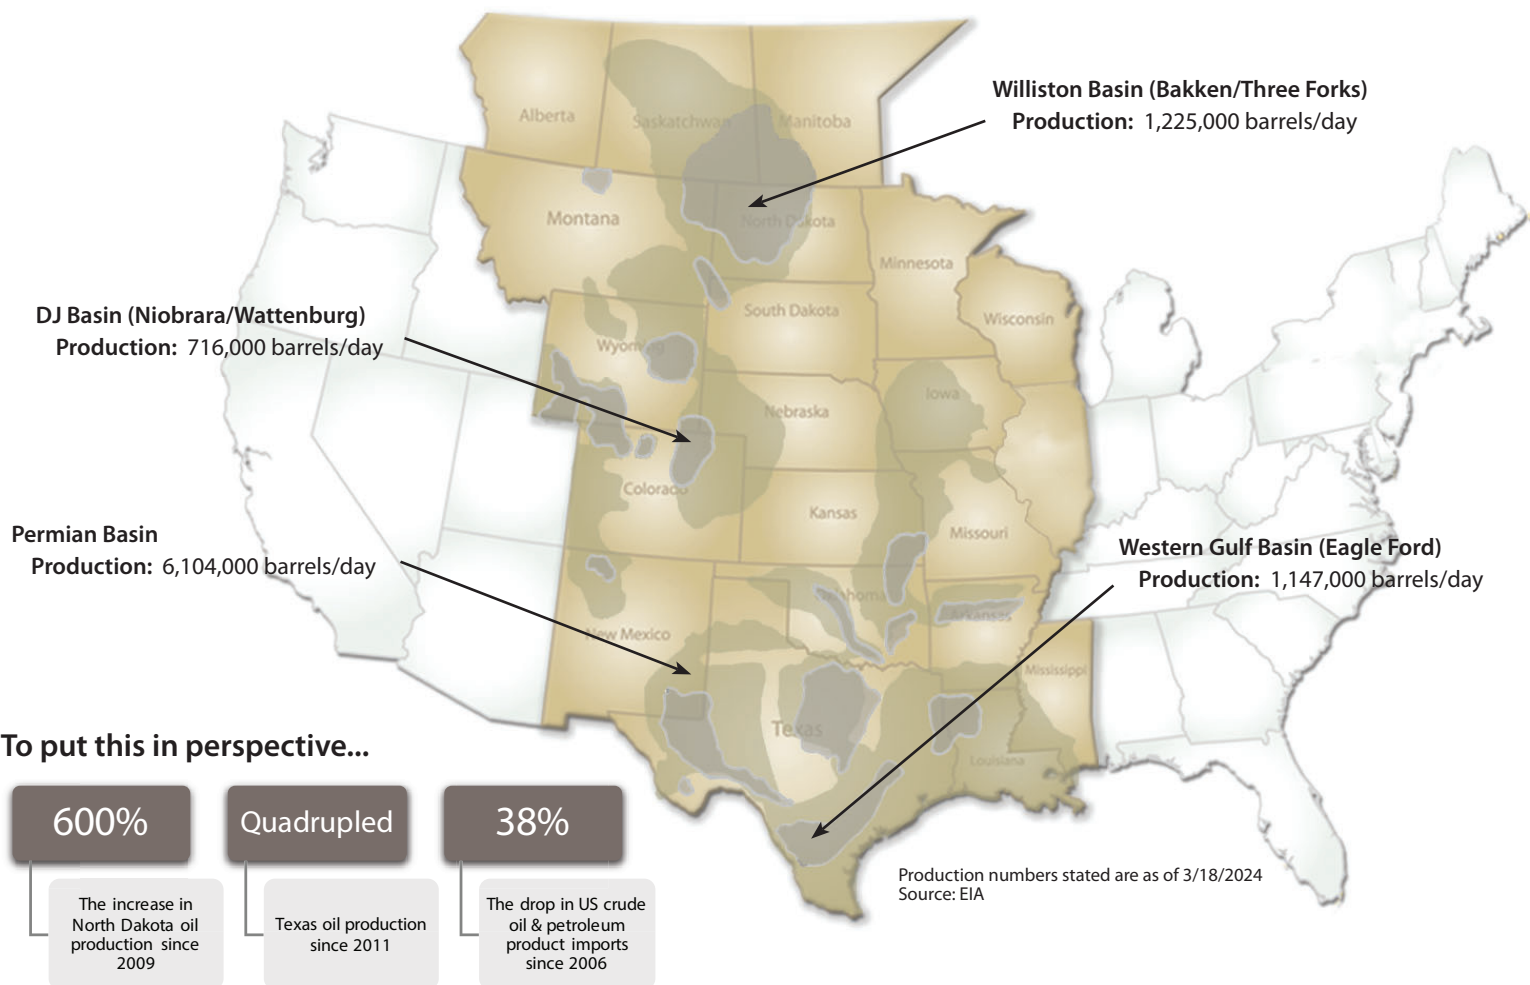 Williston Basin (Bakken/Three Forks)
Production: 1,225,000 barrels/day
Alberta
Saskatchewan
Manitoba
Montana
North Dakota
Minnesota
DJ Basin (Niobrara/Wattenburg)
Production: 716,000 barrels/day
South Dakota
Wisconsin
Wyoming
Nebraska
Iowa
Colorado
Kansas
Missouri
Permian Basin
Production: 6,104,000 barrels/day
Western Gulf Basin (Eagle Ford)
Production: 1,147,000 barrels/day
Oklahoma
Arkansas
New Mexico
Mississippi
Texas
Louisiana
To put this in perspective...
600%
The increase in
North Dakota oil
production since
2009
Quadrupled
Texas oil production
since 2011
38%
The drop in US crude
oil & petroleum
product imports
since 2006
Production numbers stated are as of 3/18/2024
Source: EIA